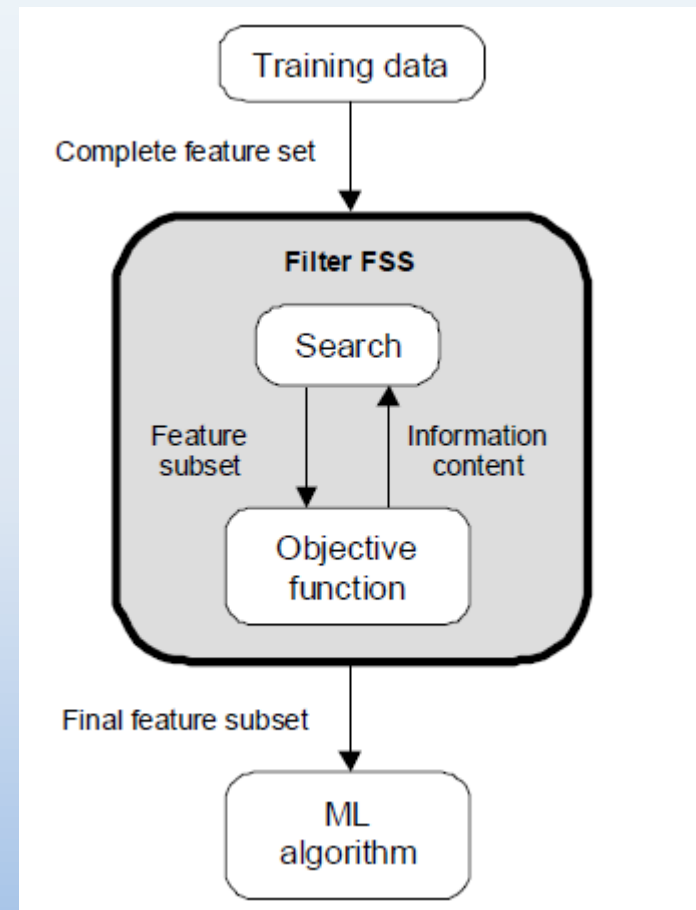 Training data
Complete feature set
Filter FSS
Search
Feature
subset
Information
content
Objective
function
Final feature subset
ML
algorithm